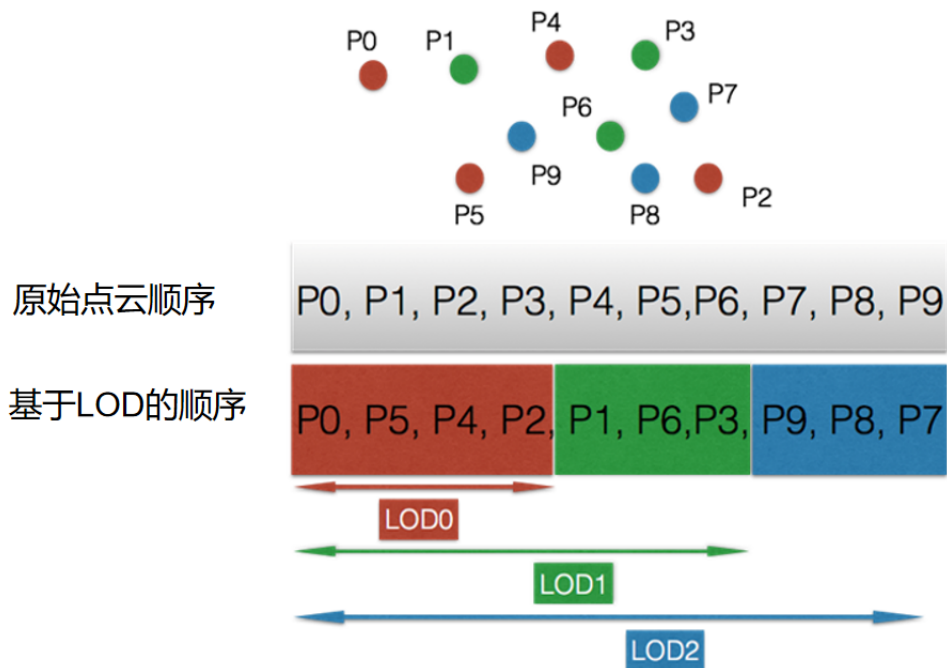 P0
P1
P4
P3
P7
P6
P9
P5
P8
P2
原始点云顺序
P0, P1, P2, P3, P4, P5,P6, P7, P8, P9
基于LOD的顺序
P0, P5, P4, P2, P1, P6,P3, P9, P8, P7
LOD0
LOD1
LOD2